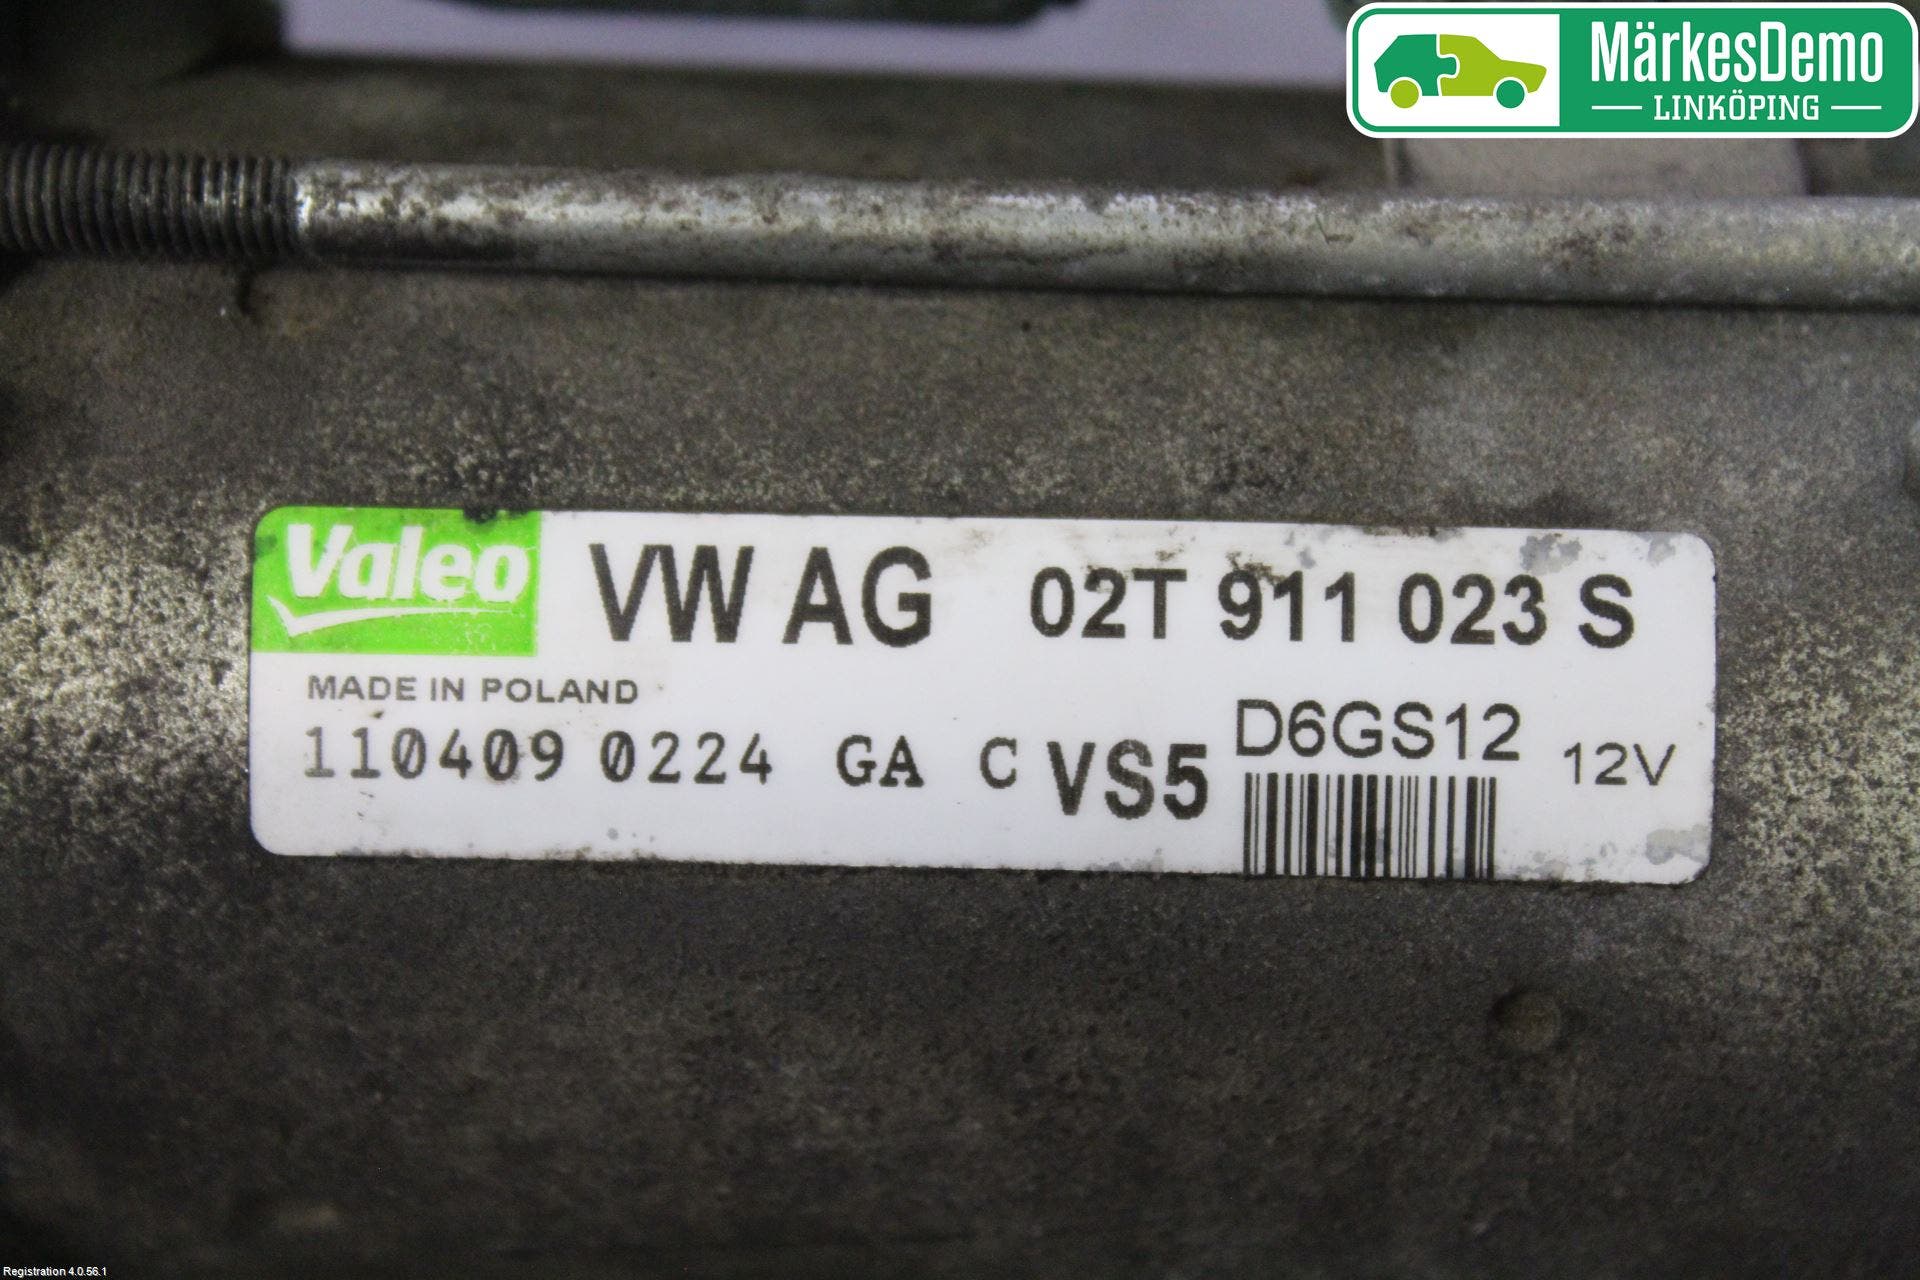 MärkesDemo
LINKÖPING
Valeo VW AG 02T 911 023 S
MADE IN POLAND
110409 0224 GA C VS5 D6GS12 12V
Registration 4.0.56.1